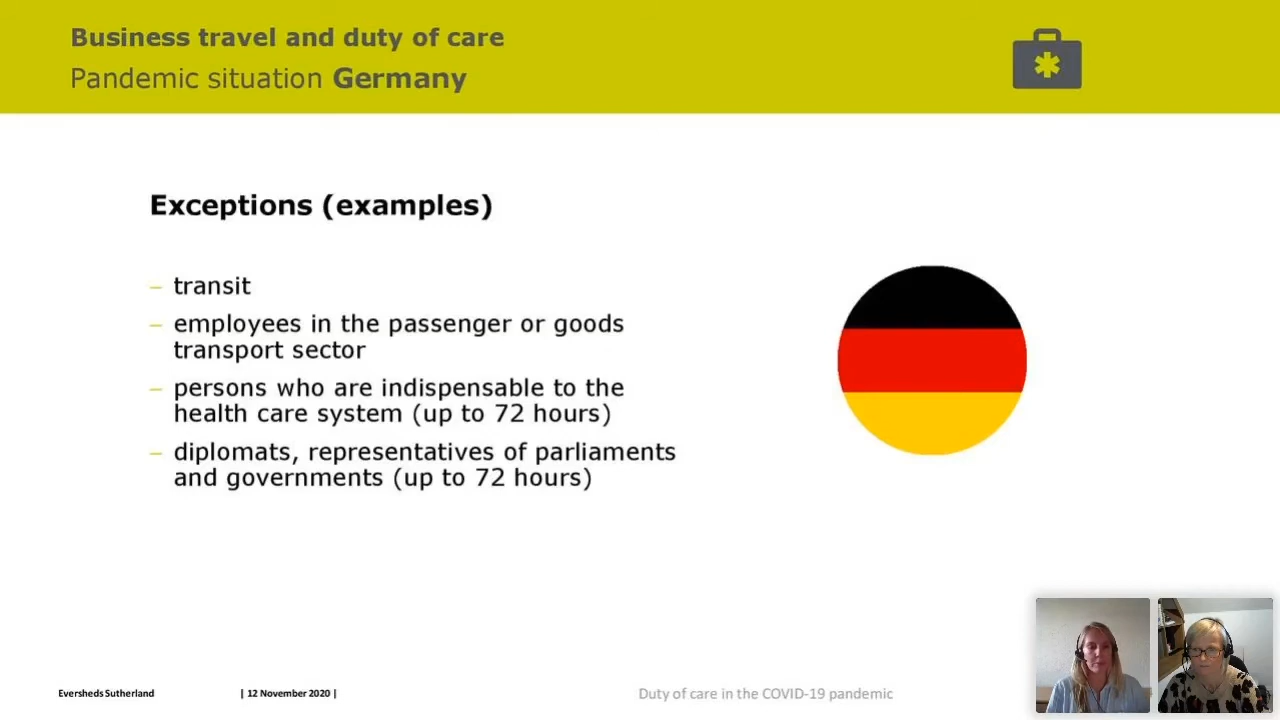 Business travel and duty of care
Pandemic situation Germany
Exceptions (examples)
– transit
– employees in the passenger or goods
transport sector
– persons who are indispensable to the
health care system (up to 72 hours)
– diplomats, representatives of parliaments
and governments (up to 72 hours)
Eversheds Sutherland | 12 November 2020 | Duty of care in the COVID-19 pandemic